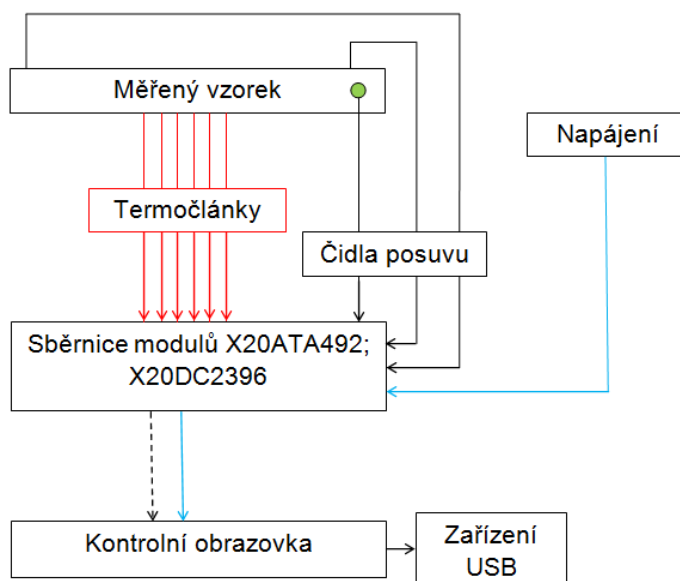 Měřený vzorek
Napájení
Termočlánky
Čidla posuvu
Sběrnice modulů X20ATA492;
X20DC2396
Kontrolní obrazovka
Zařízení
USB